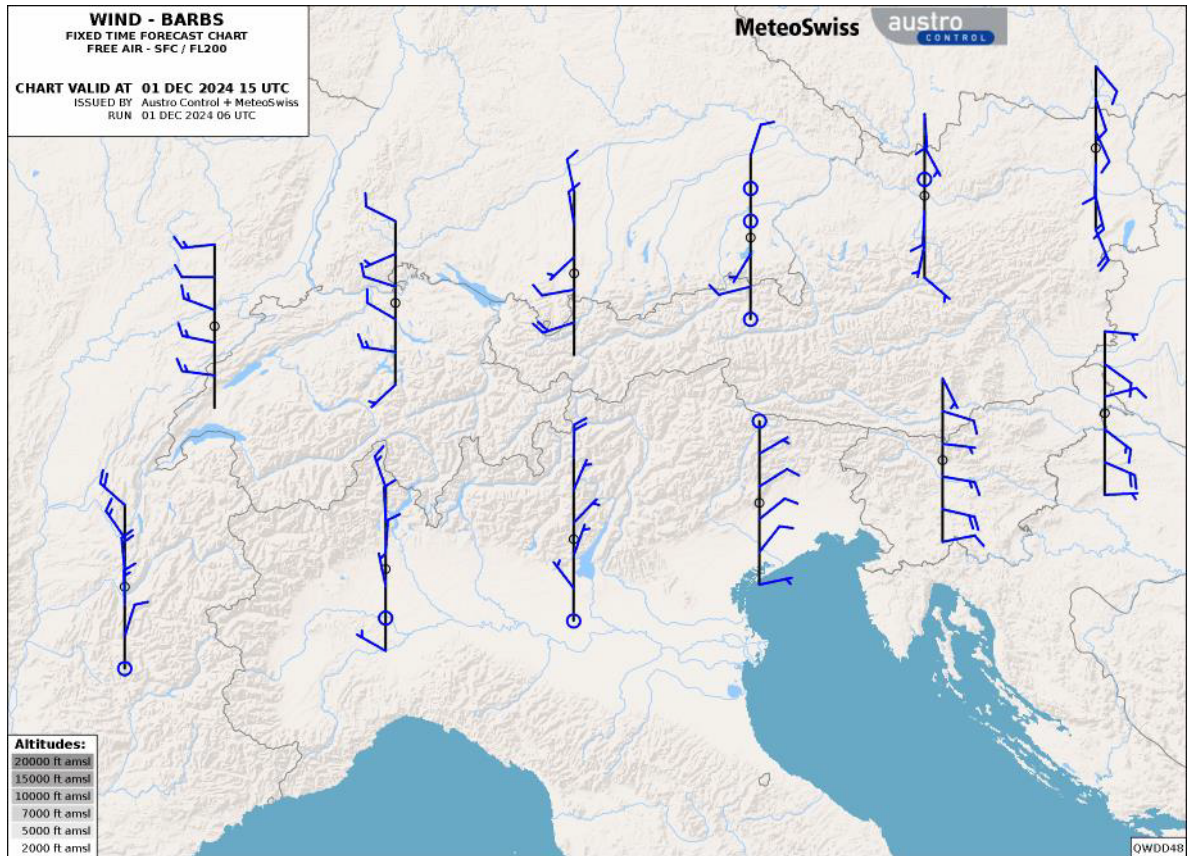 WIND - BARBS
FIXED TIME FORECAST CHART
FREE AIR - SFC / FL200
CHART VALID AT 01 DEC 2024 15 UTC
ISSUED BY Austro Control + MeteoSwiss
RUN 01 DEC 2024 06 UTC
MeteoSwiss
austro
CONTROL
Altitudes:
20000 ft amsl
15000 ft amsl
10000 ft amsl
7000 ft amsl
5000 ft amsl
2000 ft amsl
QWDD48